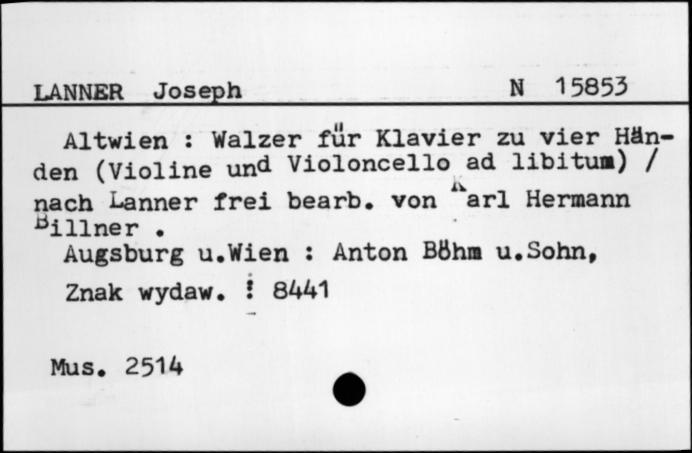 LANNER Joseph N 15853
Altwien : Walzer für Klavier zu vier Hän-
den (Violine und Violoncello ad libitum) /
nach Lanner frei bearb. von Karl Hermann
Billner .
Augsburg u.Wien : Anton Böhm u.Sohn,
Znak wydaw. : 8441
Mus. 2514